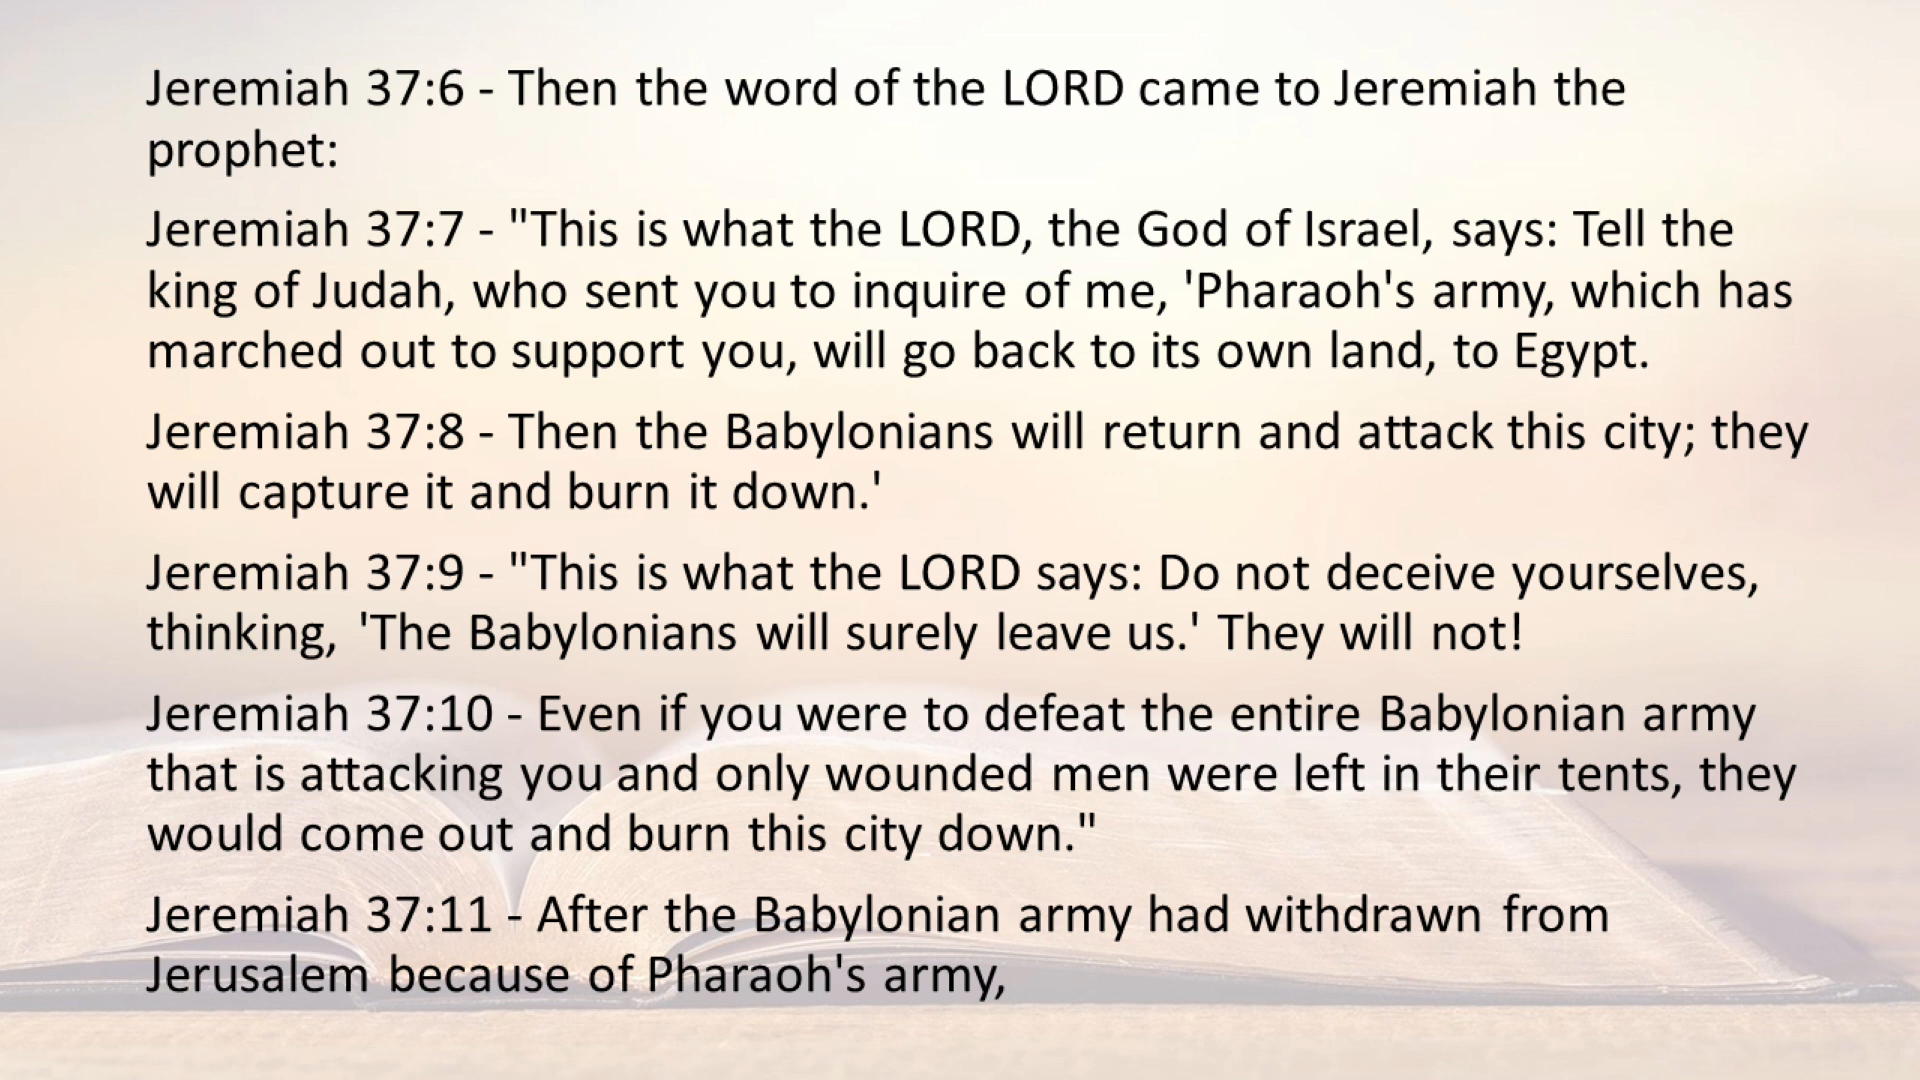 Jeremiah 37:6 - Then the word of the LORD came to Jeremiah the
prophet:
Jeremiah 37:7 - "This is what the LORD, the God of Israel, says: Tell the
king of Judah, who sent you to inquire of me, 'Pharaoh's army, which has
marched out to support you, will go back to its own land, to Egypt.
Jeremiah 37:8 - Then the Babylonians will return and attack this city; they
will capture it and burn it down.'
Jeremiah 37:9 - "This is what the LORD says: Do not deceive yourselves,
thinking, 'The Babylonians will surely leave us.' They will not!
Jeremiah 37:10 - Even if you were to defeat the entire Babylonian army
that is attacking you and only wounded men were left in their tents, they
would come out and burn this city down."
Jeremiah 37:11 - After the Babylonian army had withdrawn from
Jerusalem because of Pharaoh's army,